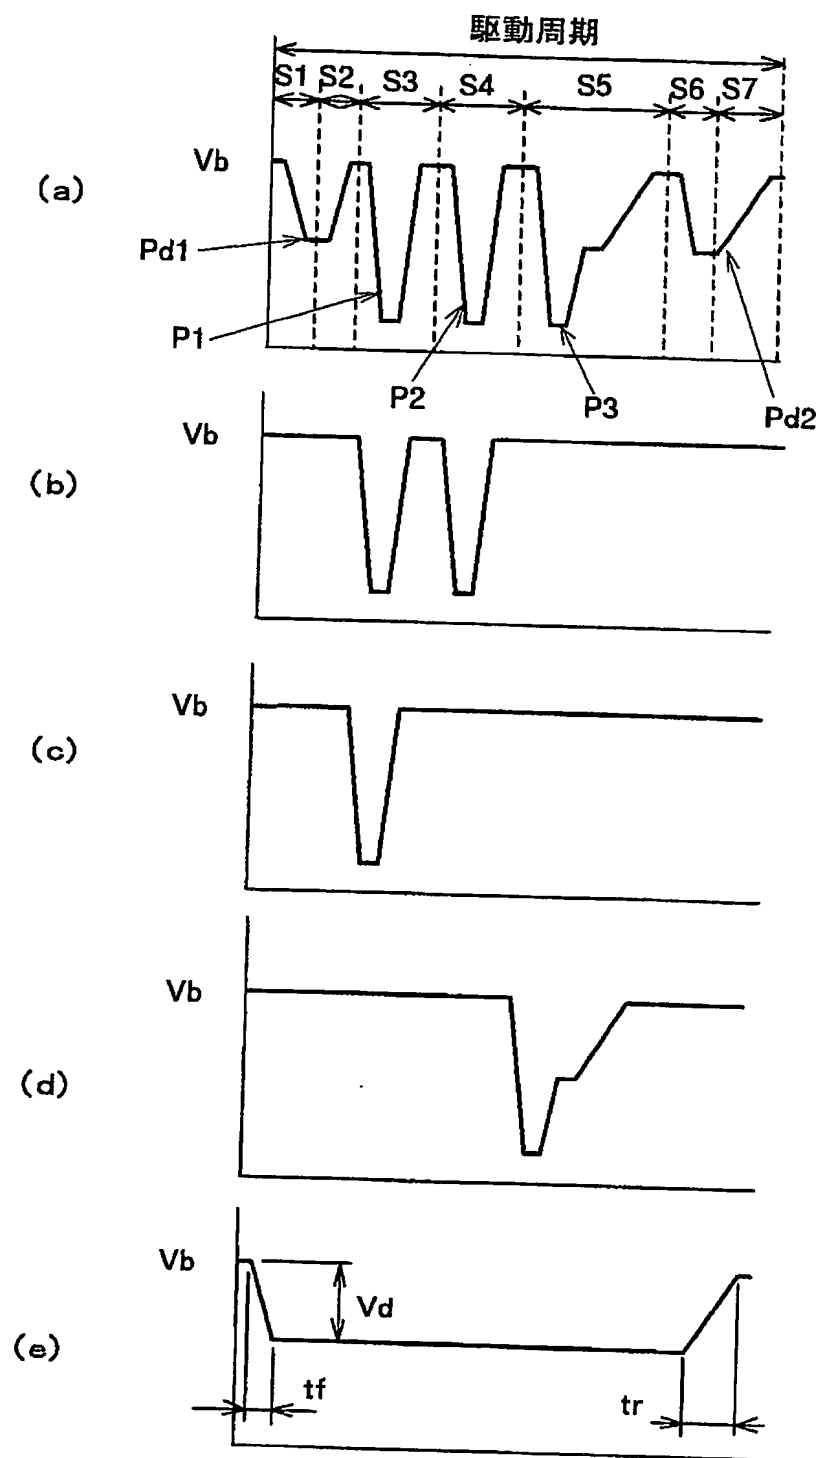 駆動周期
S1 S2 S3 S4 S5 S6 S7
Vb
(a)
Pd1
P1
P2
P3
Pd2
Vb
(b)
Vb
(c)
Vb
(d)
Vb
Vd
(e)
tf
tr